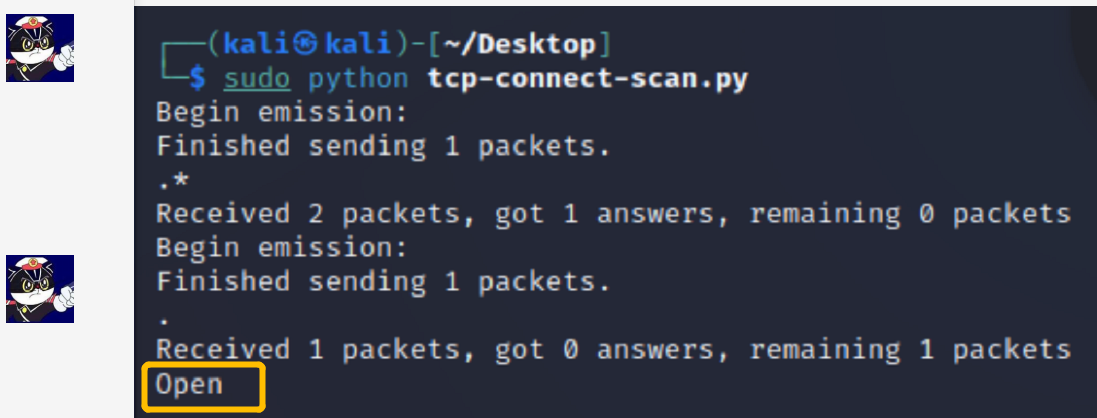 ┌──(kali㉿kali)-[~/Desktop]
└─$ sudo python tcp-connect-scan.py
Begin emission:
Finished sending 1 packets.
.*
Received 2 packets, got 1 answers, remaining 0 packets
Begin emission:
Finished sending 1 packets.
.
Received 1 packets, got 0 answers, remaining 1 packets
Open